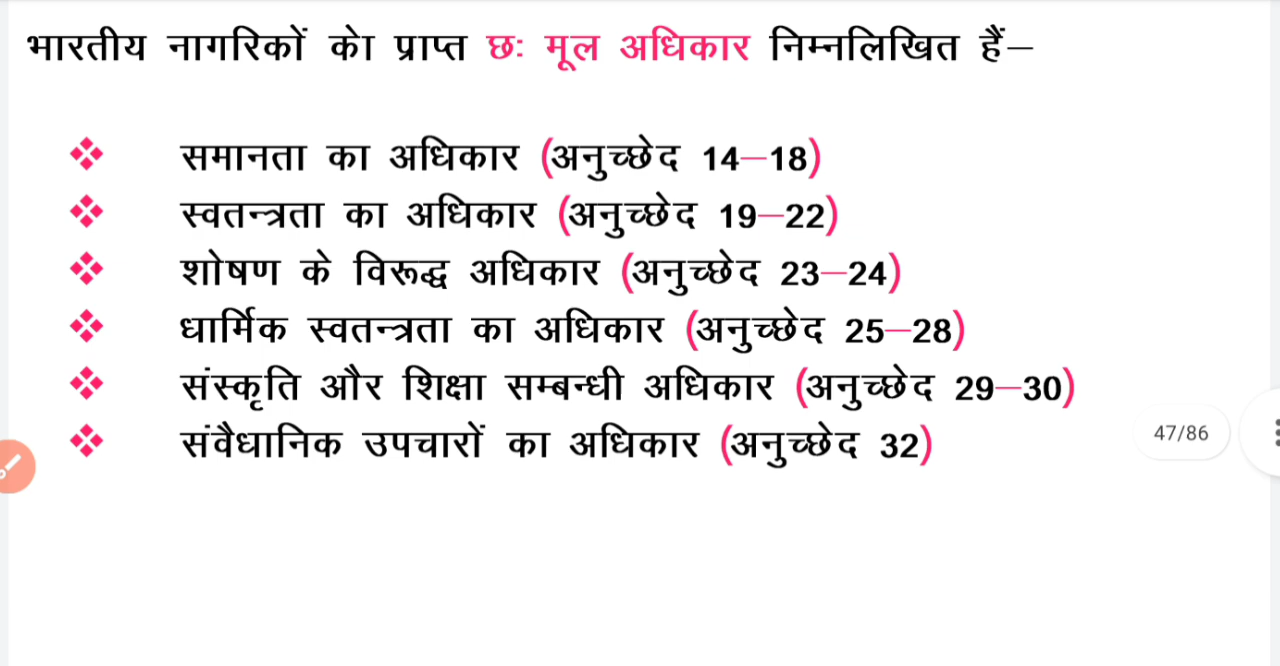 भारतीय नागरिकों को प्राप्त छः मूल अधिकार निम्नलिखित हैं—
❖ समानता का अधिकार (अनुच्छेद 14—18)
❖ स्वतन्त्रता का अधिकार (अनुच्छेद 19—22)
❖ शोषण के विरूद्ध अधिकार (अनुच्छेद 23—24)
❖ धार्मिक स्वतन्त्रता का अधिकार (अनुच्छेद 25—28)
❖ संस्कृति और शिक्षा सम्बन्धी अधिकार (अनुच्छेद 29—30)
❖ संवैधानिक उपचारों का अधिकार (अनुच्छेद 32)
47/86